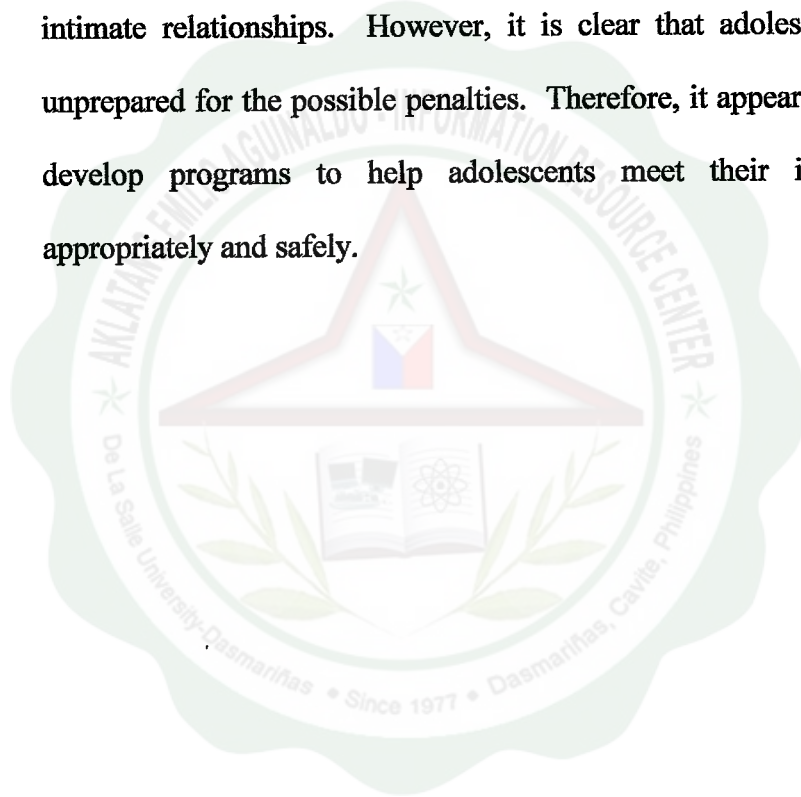 intimate relationships. However, it is clear that adoles
unprepared for the possible penalties. Therefore, it appear
develop programs to help adolescents meet their i
appropriately and safely.
AKLATANG EMILIO AGUINALDO - INFORMATION RESOURCE CENTER
De La Salle University-Dasmariñas
Since 1977
Dasmariñas, Cavite, Philippines